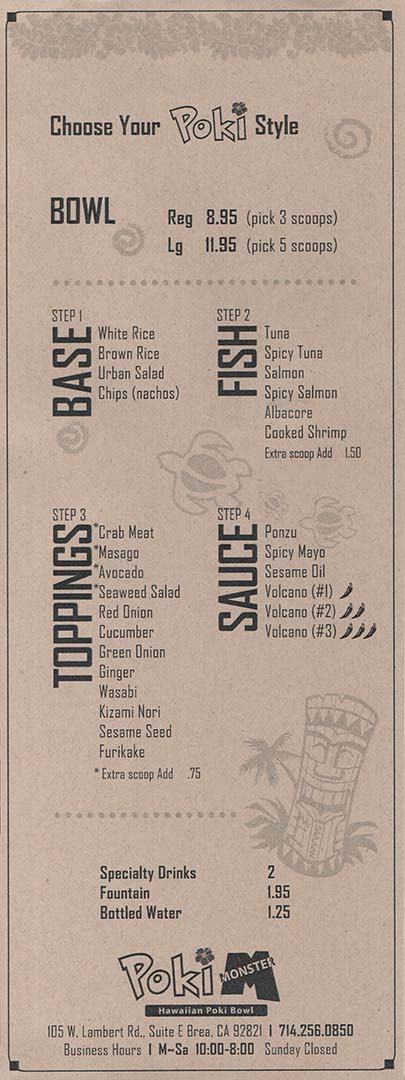 Choose Your Poki Style
BOWL
Reg 8.95 (pick 3 scoops)
Lg 11.95 (pick 5 scoops)
STEP 1
BASE
White Rice
Brown Rice
Urban Salad
Chips (nachos)
STEP 2
FISH
Tuna
Spicy Tuna
Salmon
Spicy Salmon
Albacore
Cooked Shrimp
Extra scoop Add 1.50
STEP 3
TOPPINGS
*Crab Meat
*Masago
*Avocado
*Seaweed Salad
Red Onion
Cucumber
Green Onion
Ginger
Wasabi
Kizami Nori
Sesame Seed
Furikake
* Extra scoop Add .75
STEP 4
SAUCE
Ponzu
Spicy Mayo
Sesame Oil
Volcano (#1)
Volcano (#2)
Volcano (#3)
Specialty Drinks 2
Fountain 1.95
Bottled Water 1.25
Poki MONSTER
M
Hawaiian Poki Bowl
105 W. Lambert Rd., Suite E Brea, CA 92821 | 714.256.0850
Business Hours | M~Sa 10:00-8:00 Sunday Closed